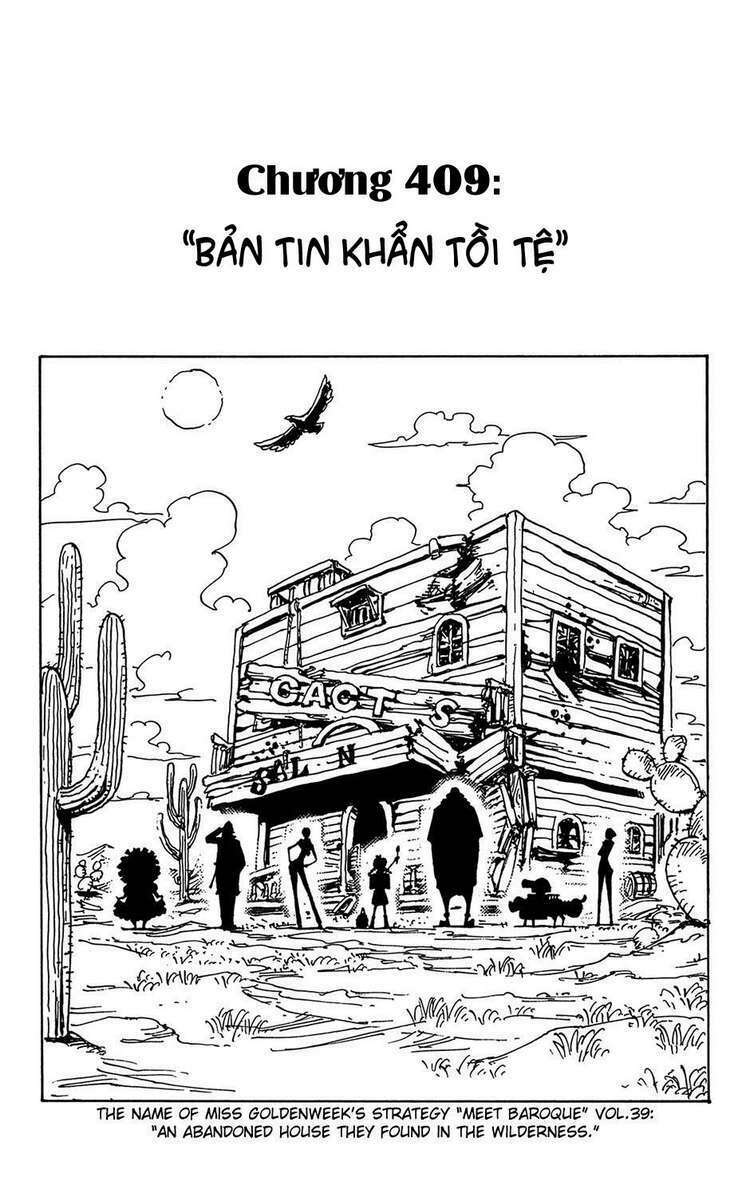 Chương 409:
“BẢN TIN KHẨN TỒI TỆ”
CACT S
SAL N
THE NAME OF MISS GOLDENWEEK'S STRATEGY “MEET BAROQUE” VOL.39:
“AN ABANDONED HOUSE THEY FOUND IN THE WILDERNESS.”